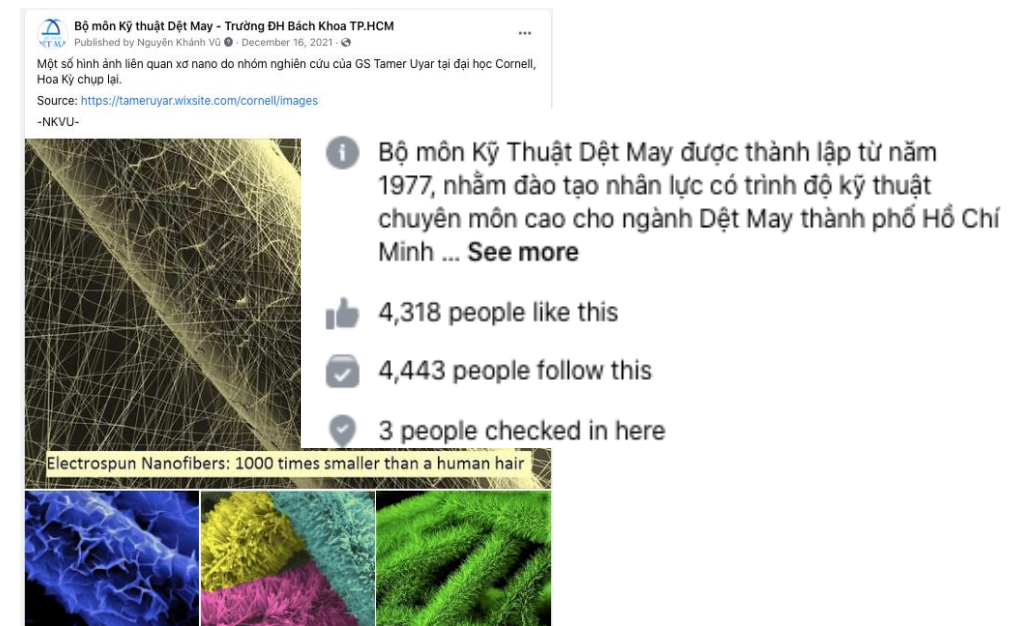 Bộ môn Kỹ thuật Dệt May - Trường ĐH Bách Khoa TP.HCM
Published by Nguyễn Khánh Vũ · December 16, 2021 ·
Một số hình ảnh liên quan xơ nano do nhóm nghiên cứu của GS Tamer Uyar tại đại học Cornell,
Hoa Kỳ chụp lại.
Source: https://tameruyar.wixsite.com/cornell/images
-NKVU-
Bộ môn Kỹ Thuật Dệt May được thành lập từ năm
1977, nhằm đào tạo nhân lực có trình độ kỹ thuật
chuyên môn cao cho ngành Dệt May thành phố Hồ Chí
Minh ... See more
4,318 people like this
4,443 people follow this
3 people checked in here
Electrospun Nanofibers: 1000 times smaller than a human hair